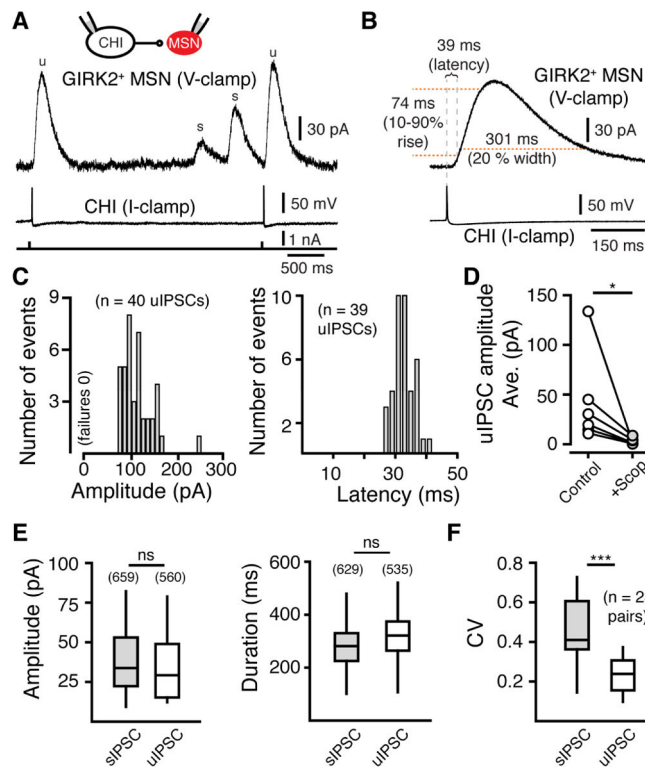 A
CHI
MSN
u
u
GIRK2⁺ MSN (V-clamp)
s
s
30 pA
CHI (I-clamp)
50 mV
1 nA
500 ms
B
39 ms
(latency)
GIRK2⁺ MSN
(V-clamp)
74 ms
(10-90%
rise)
301 ms
(20 % width)
30 pA
50 mV
CHI (I-clamp)
150 ms
C
Number of events
9
6
3
(n = 40 uIPSCs)
(failures 0)
0
100
200
300
Amplitude (pA)
Number of events
10
6
2
(n = 39
uIPSCs)
10
30
50
Latency (ms)
D
*
uIPSC amplitude
Ave. (pA)
150
100
50
0
Control
+Scop
E
Amplitude (pA)
100
75
50
25
ns
(659)
(560)
sIPSC
uIPSC
Duration (ms)
600
400
200
ns
(629)
(535)
sIPSC
uIPSC
F
CV
0.8
0.6
0.4
0.2
***
pairs)
sIPSC
uIPSC